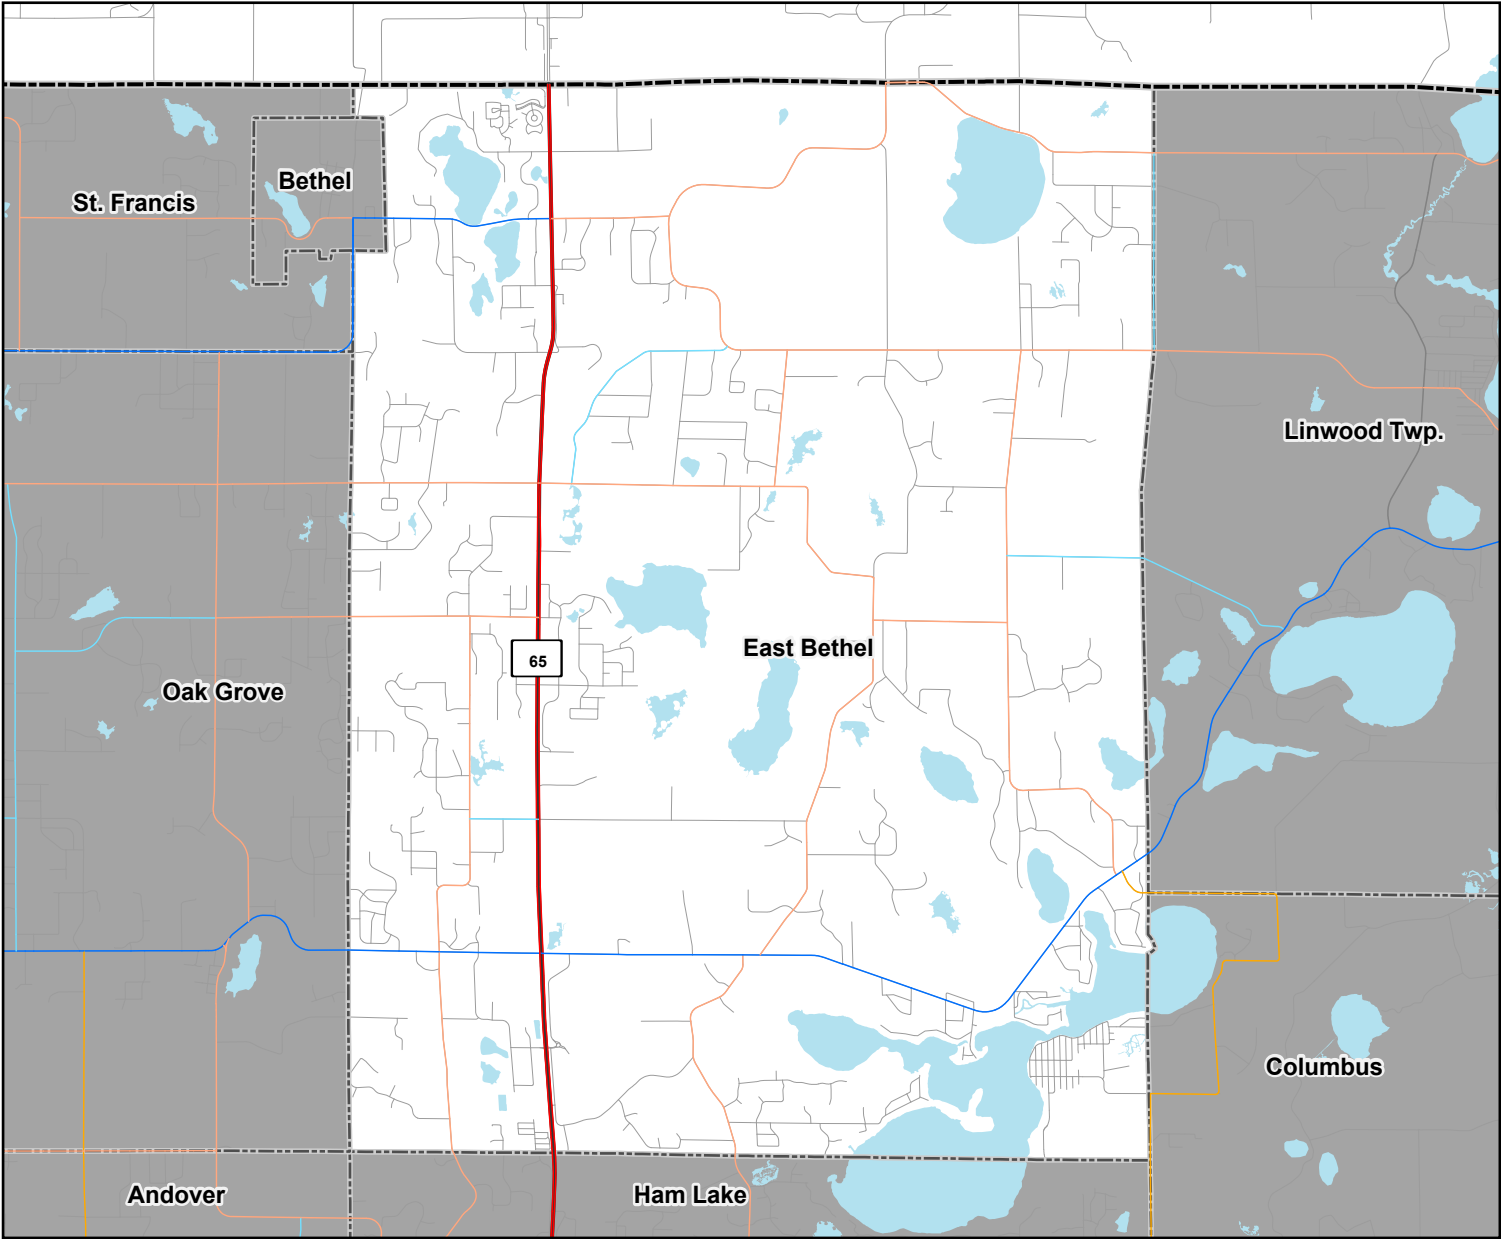 Bethel
St. Francis
Linwood Twp.
East Bethel
65
Oak Grove
Columbus
Andover
Ham Lake